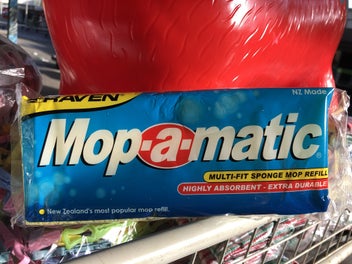 RAVEN
NZ Made
Mop-a-matic
MULTI-FIT SPONGE MOP REFILL
HIGHLY ABSORBENT - EXTRA DURABLE
New Zealand's most popular mop refill.